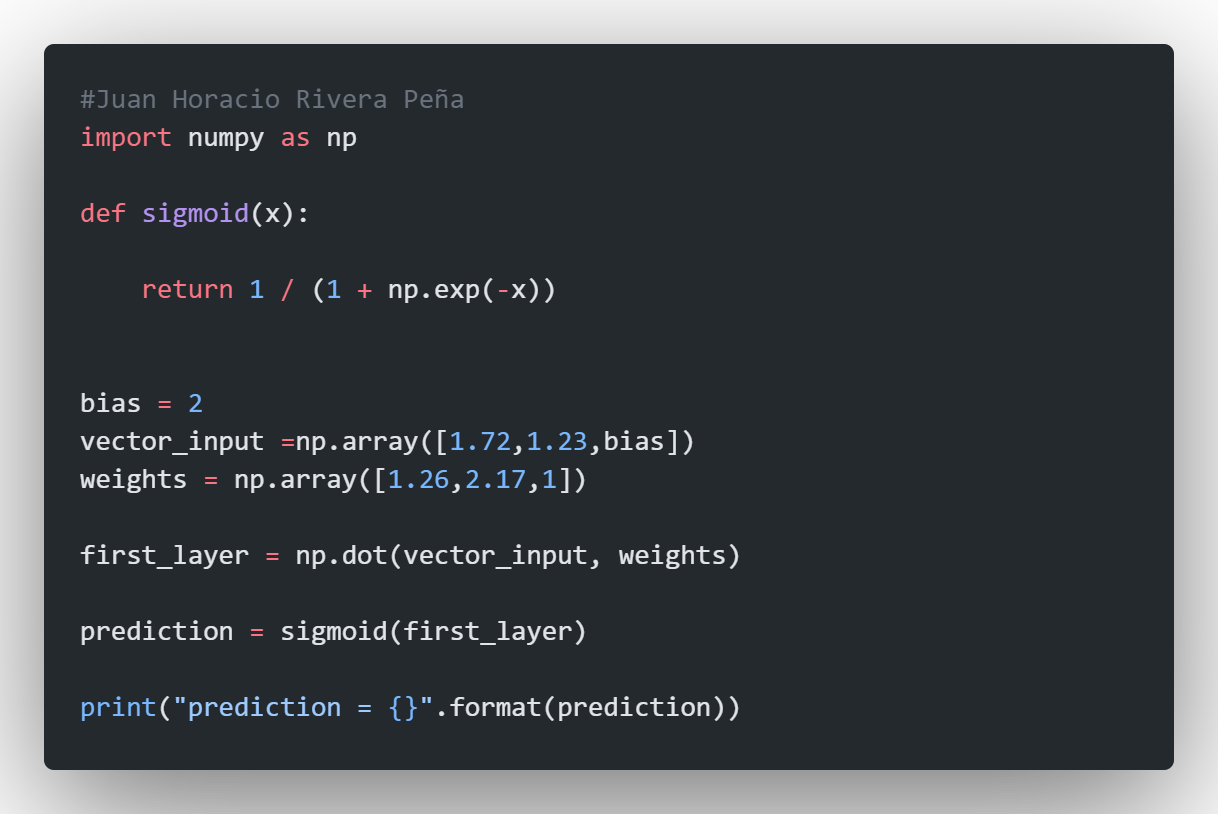 #Juan Horacio Rivera Peña
import numpy as np
def sigmoid(x):
    return 1 / (1 + np.exp(-x))
bias = 2
vector_input =np.array([1.72,1.23,bias])
weights = np.array([1.26,2.17,1])
first_layer = np.dot(vector_input, weights)
prediction = sigmoid(first_layer)
print("prediction = {}".format(prediction))